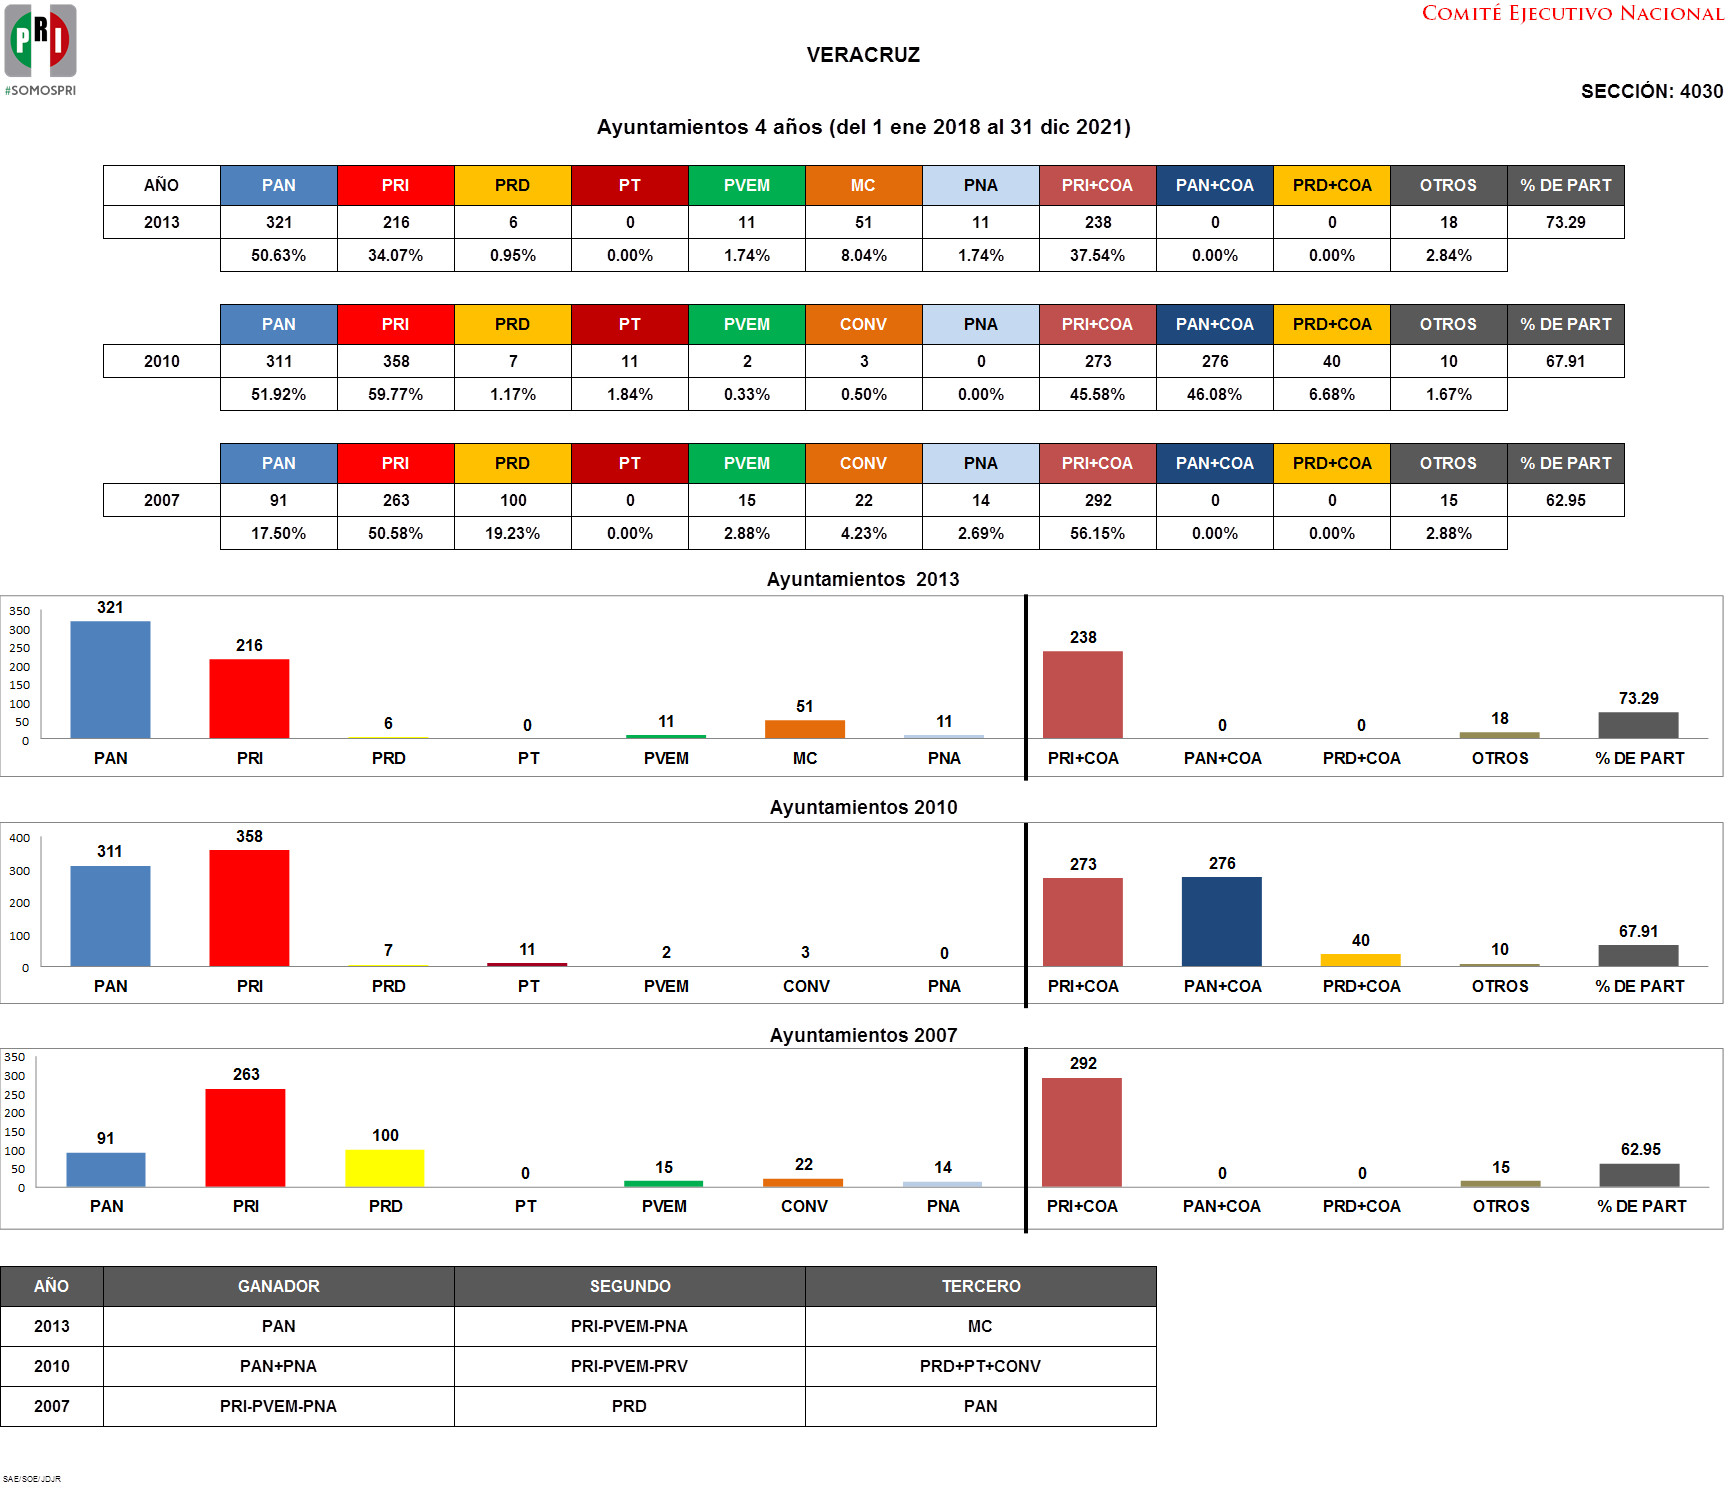 PRI
#SOMOSPRI
COMITÉ EJECUTIVO NACIONAL
VERACRUZ
SECCIÓN: 4030
Ayuntamientos 4 años (del 1 ene 2018 al 31 dic 2021)
AÑO PAN PRI PRD PT PVEM MC PNA PRI+COA PAN+COA PRD+COA OTROS % DE PART
2013 321 216 6 0 11 51 11 238 0 0 18 73.29
50.63% 34.07% 0.95% 0.00% 1.74% 8.04% 1.74% 37.54% 0.00% 0.00% 2.84%
PAN PRI PRD PT PVEM CONV PNA PRI+COA PAN+COA PRD+COA OTROS % DE PART
2010 311 358 7 11 2 3 0 273 276 40 10 67.91
51.92% 59.77% 1.17% 1.84% 0.33% 0.50% 0.00% 45.58% 46.08% 6.68% 1.67%
PAN PRI PRD PT PVEM CONV PNA PRI+COA PAN+COA PRD+COA OTROS % DE PART
2007 91 263 100 0 15 22 14 292 0 0 15 62.95
17.50% 50.58% 19.23% 0.00% 2.88% 4.23% 2.69% 56.15% 0.00% 0.00% 2.88%
Ayuntamientos 2013
350
300
250
200
150
100
50
0
321 216 6 0 11 51 11 238 0 0 18 73.29
PAN PRI PRD PT PVEM MC PNA PRI+COA PAN+COA PRD+COA OTROS % DE PART
Ayuntamientos 2010
400
300
200
100
0
311 358 7 11 2 3 0 273 276 40 10 67.91
PAN PRI PRD PT PVEM CONV PNA PRI+COA PAN+COA PRD+COA OTROS % DE PART
Ayuntamientos 2007
350
300
250
200
150
100
50
0
91 263 100 0 15 22 14 292 0 0 15 62.95
PAN PRI PRD PT PVEM CONV PNA PRI+COA PAN+COA PRD+COA OTROS % DE PART
AÑO GANADOR SEGUNDO TERCERO
2013 PAN PRI-PVEM-PNA MC
2010 PAN+PNA PRI-PVEM-PRV PRD+PT+CONV
2007 PRI-PVEM-PNA PRD PAN
SAE/SOE/JDJR